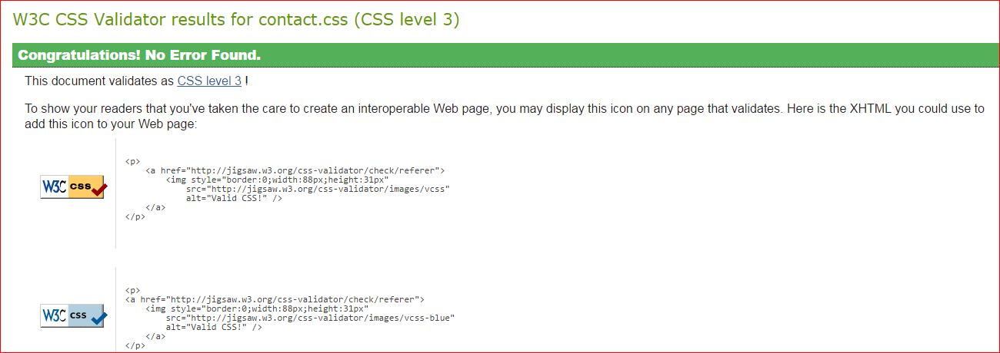 W3C CSS Validator results for contact.css (CSS level 3)
Congratulations! No Error Found.
This document validates as CSS level 3 !
To show your readers that you've taken the care to create an interoperable Web page, you may display this icon on any page that validates. Here is the XHTML you could use to
add this icon to your Web page:
W3C css
<p>
    <a href="http://jigsaw.w3.org/css-validator/check/referer">
        <img style="border:0;width:88px;height:31px"
            src="http://jigsaw.w3.org/css-validator/images/vcss"
            alt="Valid CSS!" />
    </a>
</p>
W3C css
<p>
<a href="http://jigsaw.w3.org/css-validator/check/referer">
    <img style="border:0;width:88px;height:31px"
        src="http://jigsaw.w3.org/css-validator/images/vcss-blue"
        alt="Valid CSS!" />
    </a>
</p>